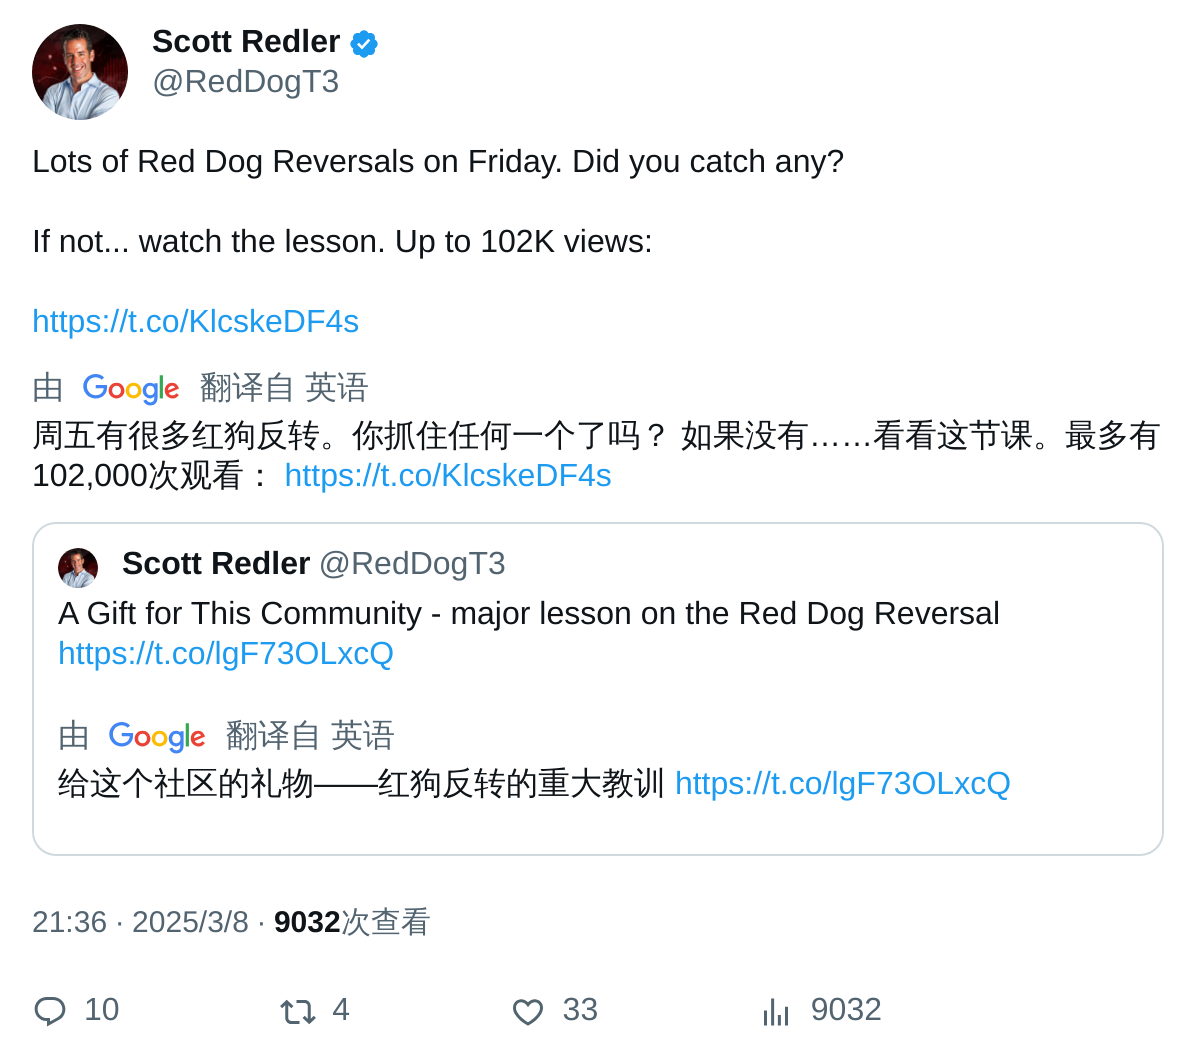 Scott Redler
@RedDogT3
Lots of Red Dog Reversals on Friday. Did you catch any?
If not... watch the lesson. Up to 102K views:
https://t.co/KlcskeDF4s
由 Google 翻译自 英语
周五有很多红狗反转。你抓住任何一个了吗？ 如果没有……看看这节课。最多有
102,000次观看： https://t.co/KlcskeDF4s
Scott Redler @RedDogT3
A Gift for This Community - major lesson on the Red Dog Reversal
https://t.co/lgF73OLxcQ
由 Google 翻译自 英语
给这个社区的礼物——红狗反转的重大教训 https://t.co/lgF73OLxcQ
21:36 · 2025/3/8 · 9032次查看
10 4 33 9032